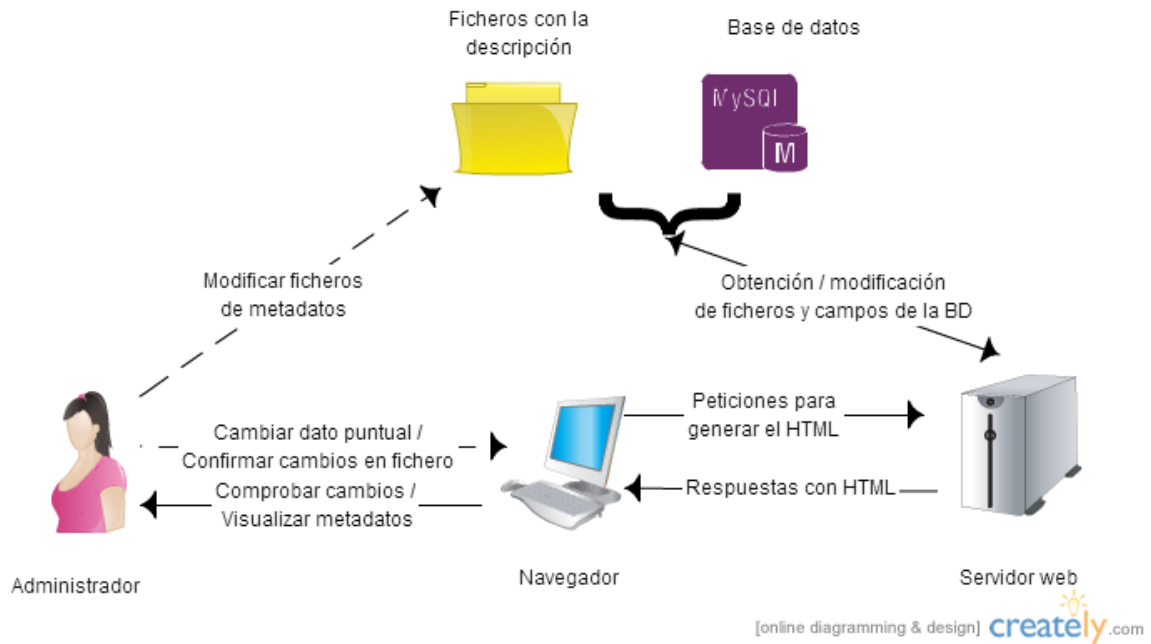 Ficheros con la
descripción
Base de datos
MySQl
M
Modificar ficheros
de metadatos
Obtención / modificación
de ficheros y campos de la BD
Cambiar dato puntual /
Confirmar cambios en fichero
Comprobar cambios /
Visualizar metadatos
Peticiones para
generar el HTML
Respuestas con HTML
Administrador
Navegador
Servidor web
[online diagramming & design] creately.com